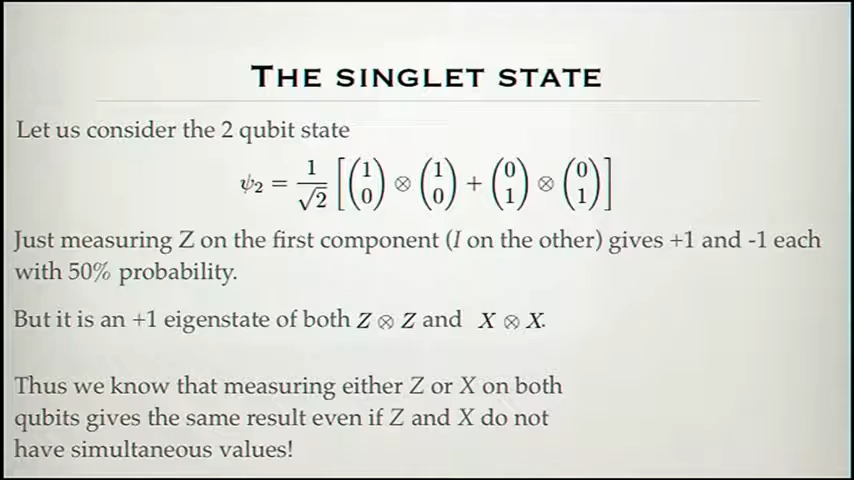 THE SINGLET STATE
Let us consider the 2 qubit state
ψ₂ = 1/√2 [(1 0) ⊗ (1 0) + (0 1) ⊗ (0 1)]
Just measuring Z on the first component (I on the other) gives +1 and -1 each
with 50% probability.
But it is an +1 eigenstate of both Z ⊗ Z and X ⊗ X.
Thus we know that measuring either Z or X on both
qubits gives the same result even if Z and X do not
have simultaneous values!